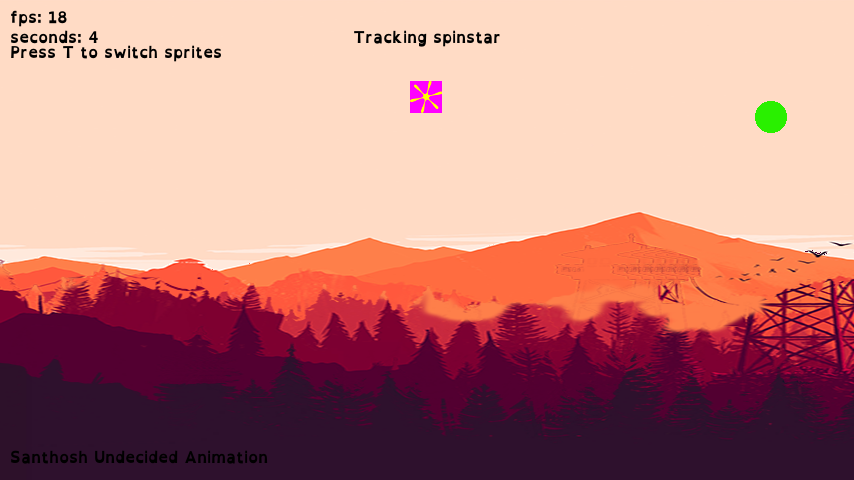 fps: 18
seconds: 4
Press T to switch sprites
Tracking spinstar
Santhosh Undecided Animation